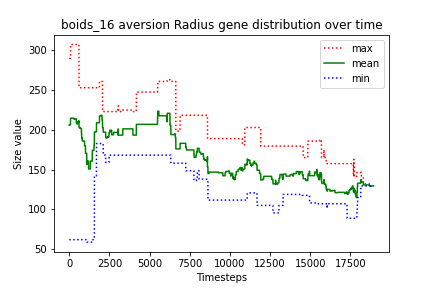 boids_16 aversion Radius gene distribution over time
max
mean
min
Size value
300
250
200
150
100
50
0 2500 5000 7500 10000 12500 15000 17500
Timesteps